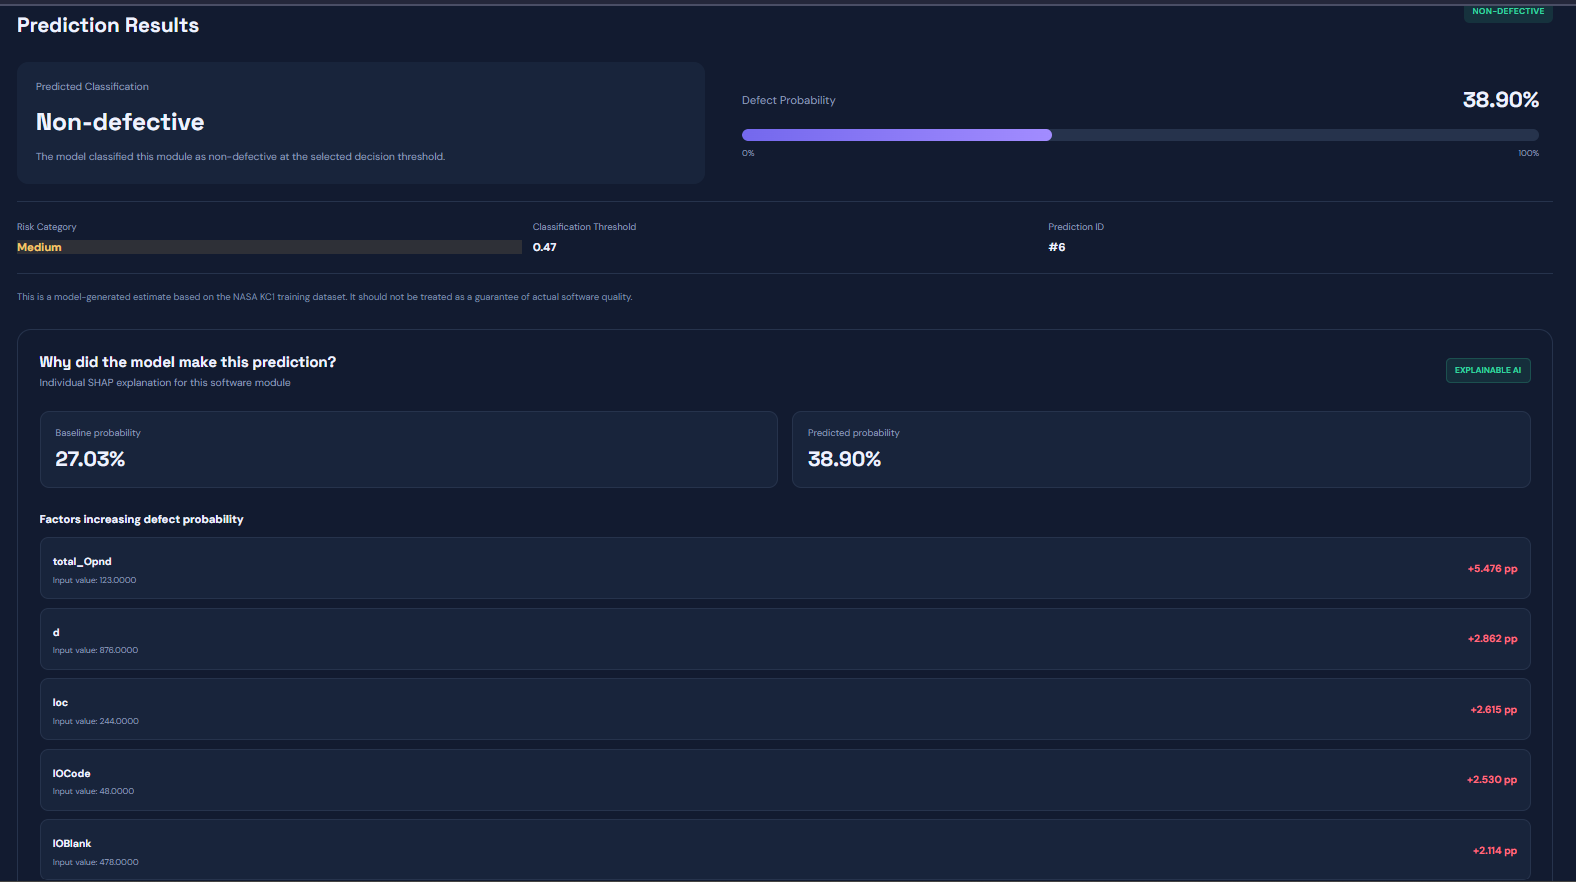 Prediction Results
NON-DEFECTIVE
Predicted Classification
Non-defective
The model classified this module as non-defective at the selected decision threshold.
Defect Probability
38.90%
0%
100%
Risk Category
Medium
Classification Threshold
0.47
Prediction ID
#6
This is a model-generated estimate based on the NASA KC1 training dataset. It should not be treated as a guarantee of actual software quality.
Why did the model make this prediction?
Individual SHAP explanation for this software module
EXPLAINABLE AI
Baseline probability
27.03%
Predicted probability
38.90%
Factors increasing defect probability
total_Opnd
Input value: 123.0000
+5.476 pp
d
Input value: 876.0000
+2.862 pp
loc
Input value: 244.0000
+2.615 pp
lOCode
Input value: 48.0000
+2.530 pp
lOBlank
Input value: 478.0000
+2.114 pp